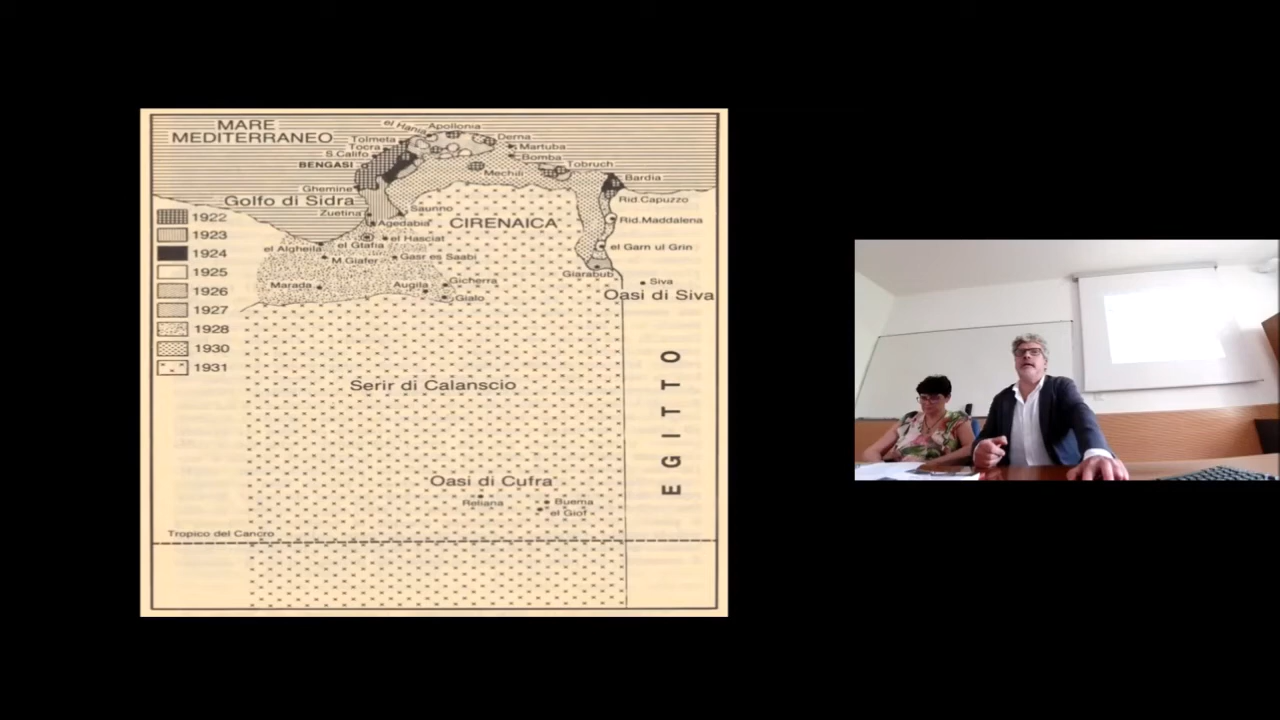 MARE
MEDITERRANEO
el Hania
Apollonia
Tolmeta
Derna
Tocra
Martuba
S.Califo
Bomba
BENGASI
Tobruch
Mechili
Bardia
Ghemine
Golfo di Sidra
Rid.Capuzzo
Zuetina
Saunno
Agedabia
CIRENAICA
Rid.Maddalena
el Hasciat
el Agheila
el Gtafia
el Garn ul Grin
M.Giafer
Gasr es Saabi
Giarabub
Marada
Augila
Gicherra
Gialo
Siva
Oasi di Siva
1922
1923
1924
1925
1926
1927
1928
1930
1931
Serir di Calanscio
EGITTO
Oasi di Cufra
Buema
el Giof
Tropico del Cancro